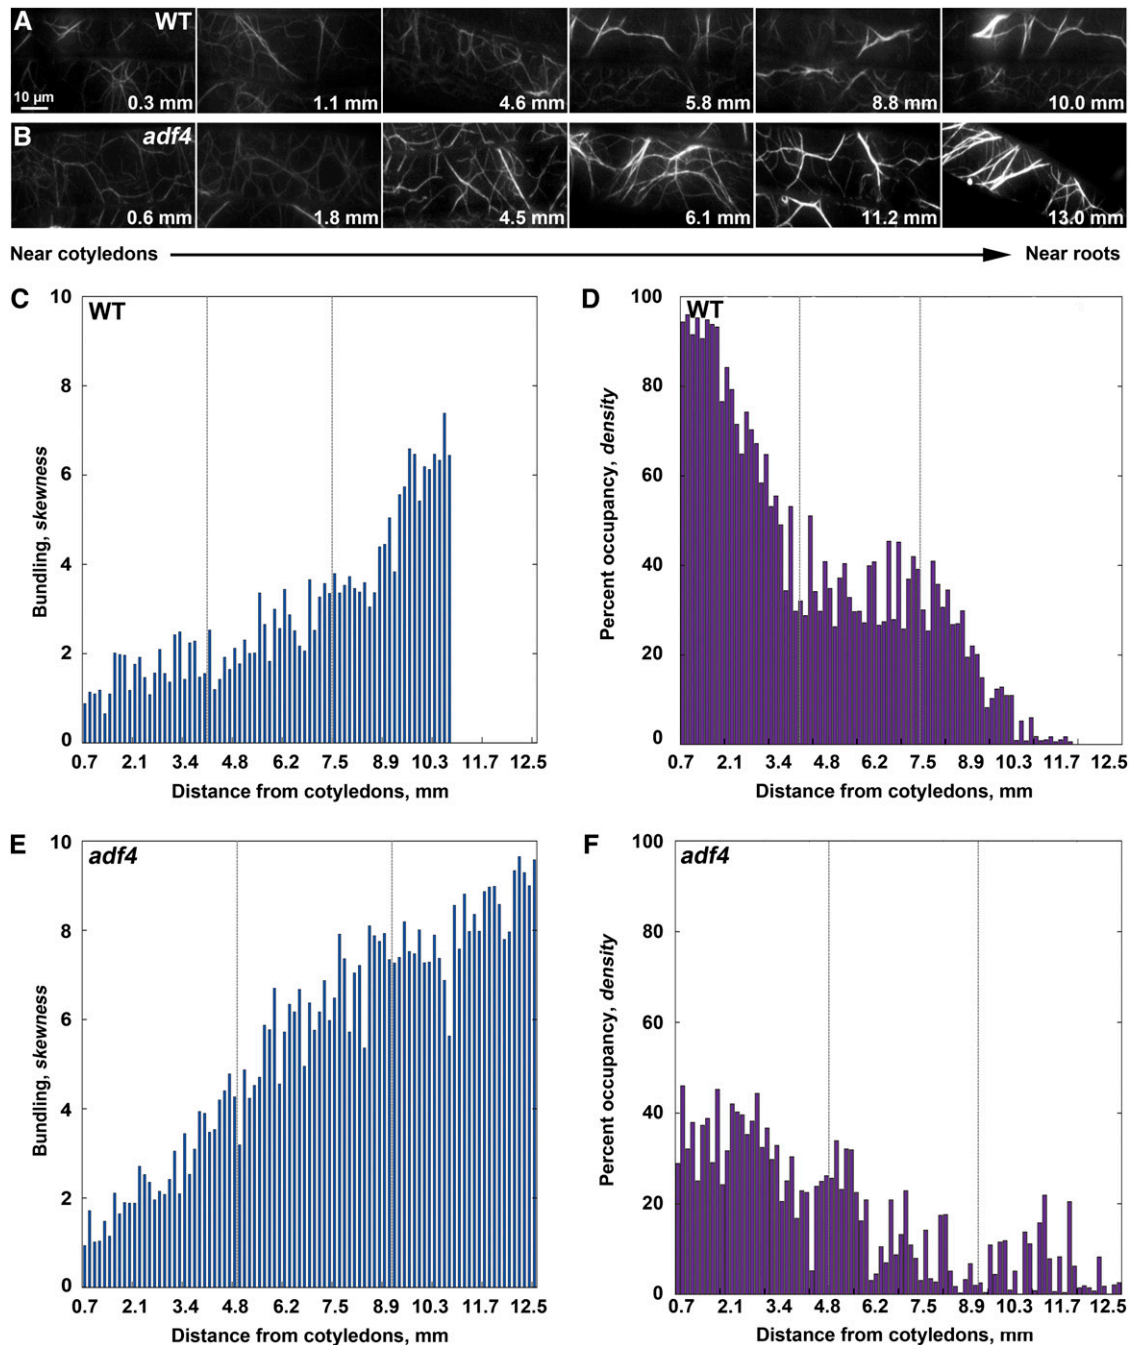 A WT
10 µm 0.3 mm 1.1 mm 4.6 mm 5.8 mm 8.8 mm 10.0 mm
B adf4
0.6 mm 1.8 mm 4.5 mm 6.1 mm 11.2 mm 13.0 mm
Near cotyledons Near roots
C
WT
Bundling, skewness
10
8
6
4
2
0
0.7 2.1 3.4 4.8 6.2 7.5 8.9 10.3 11.7 12.5
Distance from cotyledons, mm
D
WT
Percent occupancy, density
100
80
60
40
20
0
0.7 2.1 3.4 4.8 6.2 7.5 8.9 10.3 11.7 12.5
Distance from cotyledons, mm
E
adf4
Bundling, skewness
10
8
6
4
2
0
0.7 2.1 3.4 4.8 6.2 7.5 8.9 10.3 11.7 12.5
Distance from cotyledons, mm
F
adf4
Percent occupancy, density
100
80
60
40
20
0
0.7 2.1 3.4 4.8 6.2 7.5 8.9 10.3 11.7 12.5
Distance from cotyledons, mm